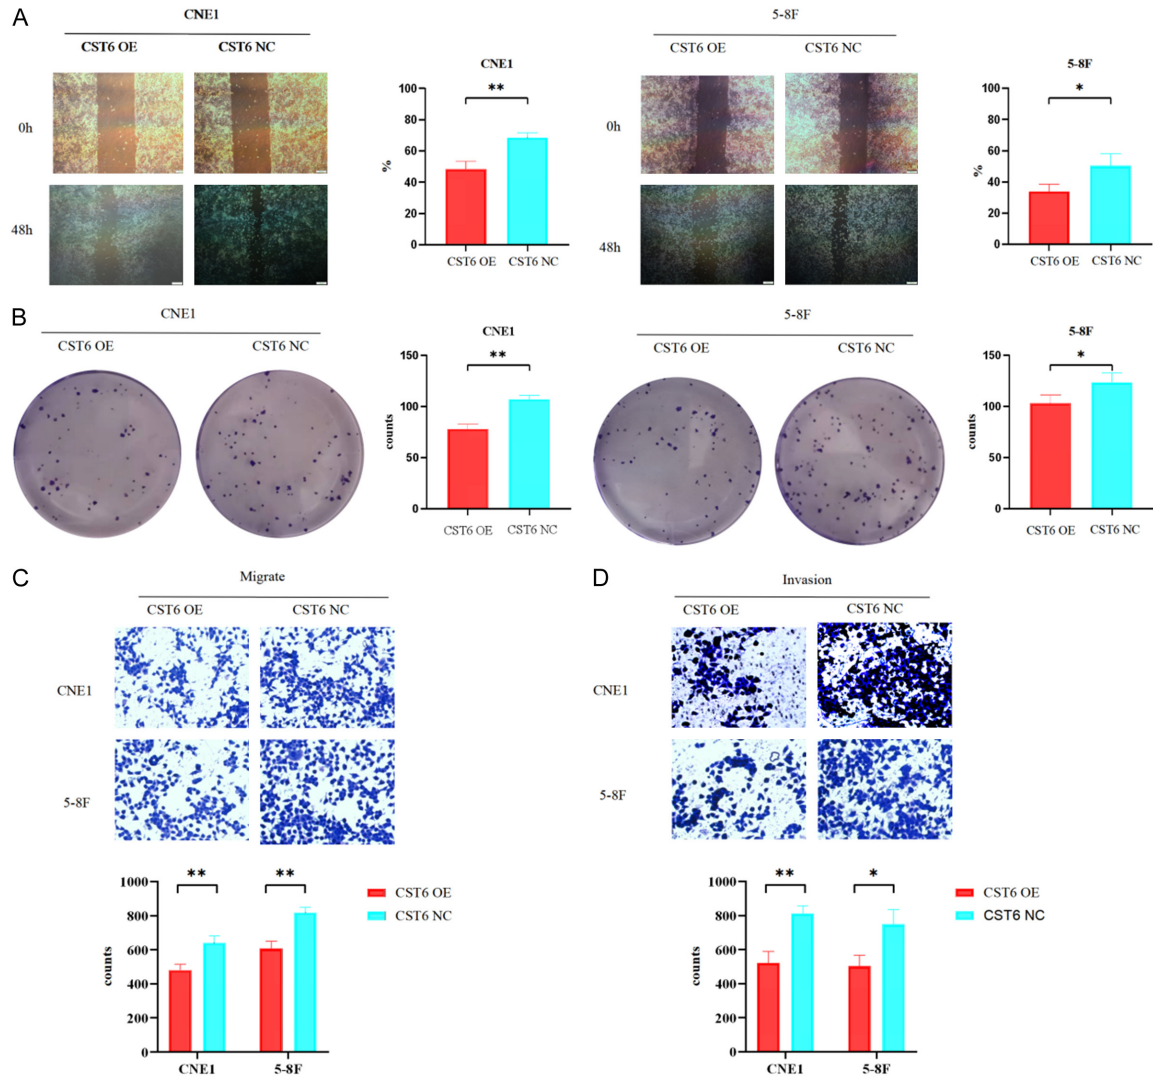 A
CNE1
CST6 OE CST6 NC
0h
48h
CNE1
**
100
80
60
40
20
0
%
CST6 OE CST6 NC
5-8F
CST6 OE CST6 NC
0h
48h
5-8F
*
100
80
60
40
20
0
%
CST6 OE CST6 NC
B
CNE1
CST6 OE CST6 NC
CNE1
**
150
100
50
0
counts
CST6 OE CST6 NC
5-8F
CST6 OE CST6 NC
5-8F
*
150
100
50
0
counts
CST6 OE CST6 NC
C
Migrate
CST6 OE CST6 NC
CNE1
5-8F
** **
1000
800
600
400
200
0
counts
CNE1 5-8F
CST6 OE
CST6 NC
D
Invasion
CST6 OE CST6 NC
CNE1
5-8F
** *
1000
800
600
400
200
0
counts
CNE1 5-8F
CST6 OE
CST6 NC